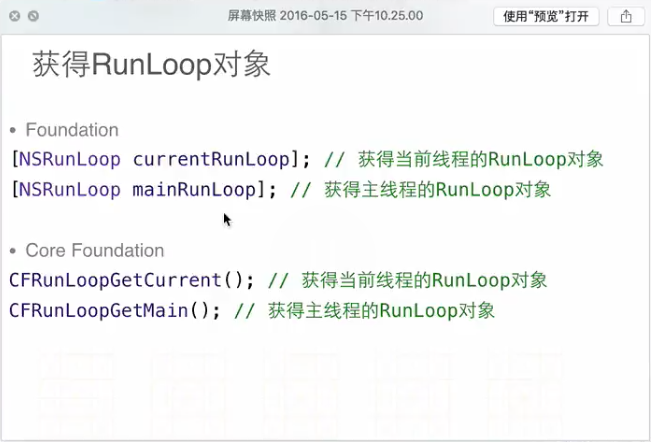 屏幕快照 2016-05-15 下午10.25.00
使用“预览”打开
获得RunLoop对象
• Foundation
[NSRunLoop currentRunLoop]; // 获得当前线程的RunLoop对象
[NSRunLoop mainRunLoop]; // 获得主线程的RunLoop对象
• Core Foundation
CFRunLoopGetCurrent(); // 获得当前线程的RunLoop对象
CFRunLoopGetMain(); // 获得主线程的RunLoop对象